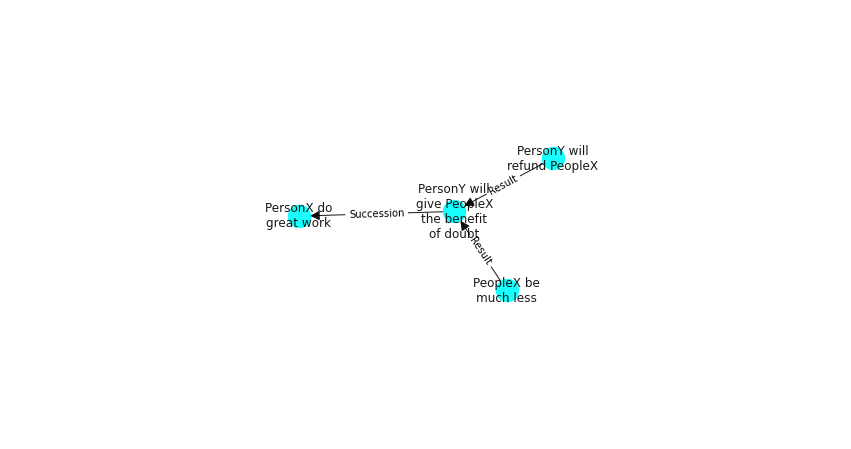 PersonY will
refund PeopleX
Result
PersonY will
give PeopleX
the benefit
of doubt
Succession
PersonX do
great work
Result
PeopleX be
much less